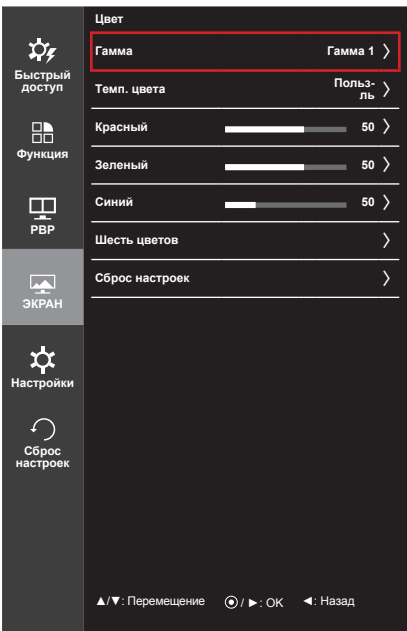 Быстрый
доступ
Функция
PBP
ЭКРАН
Настройки
Сброс
настроек
Цвет
Гамма Гамма 1
Темп. цвета Польз-
ль
Красный 50
Зеленый 50
Синий 50
Шесть цветов
Сброс настроек
▲/▼: Перемещение ◉/ ►: OK ◄: Назад